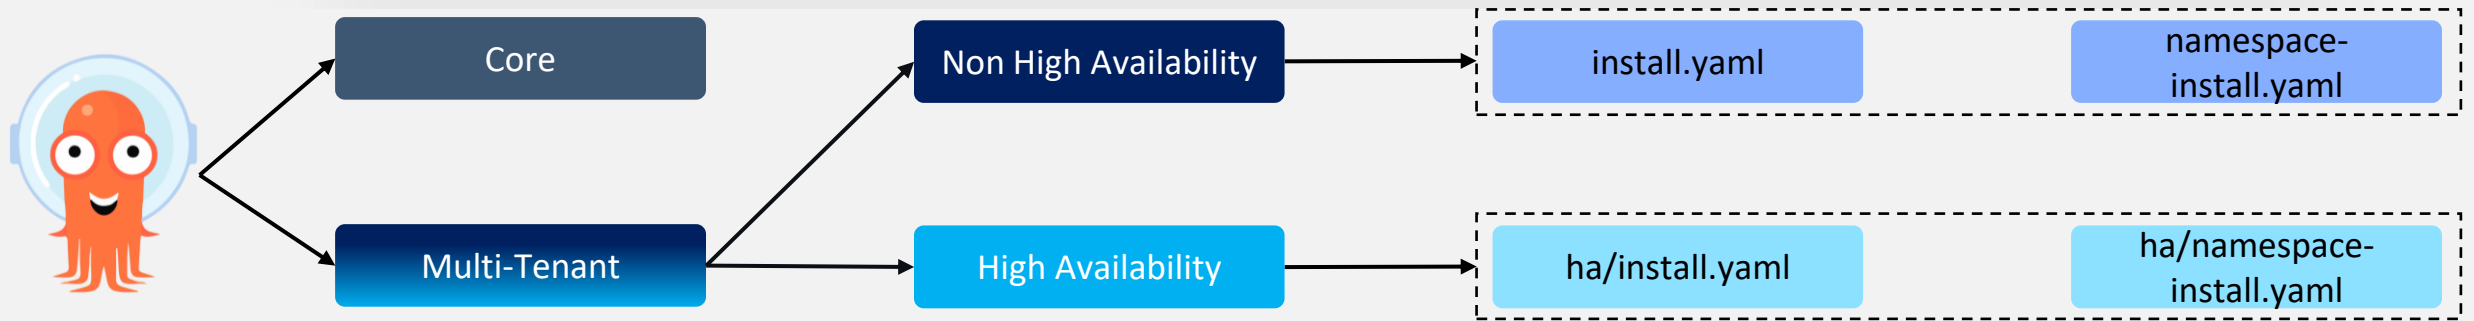 Core
Non High Availability
install.yaml
namespace-
install.yaml
Multi-Tenant
High Availability
ha/install.yaml
ha/namespace-
install.yaml